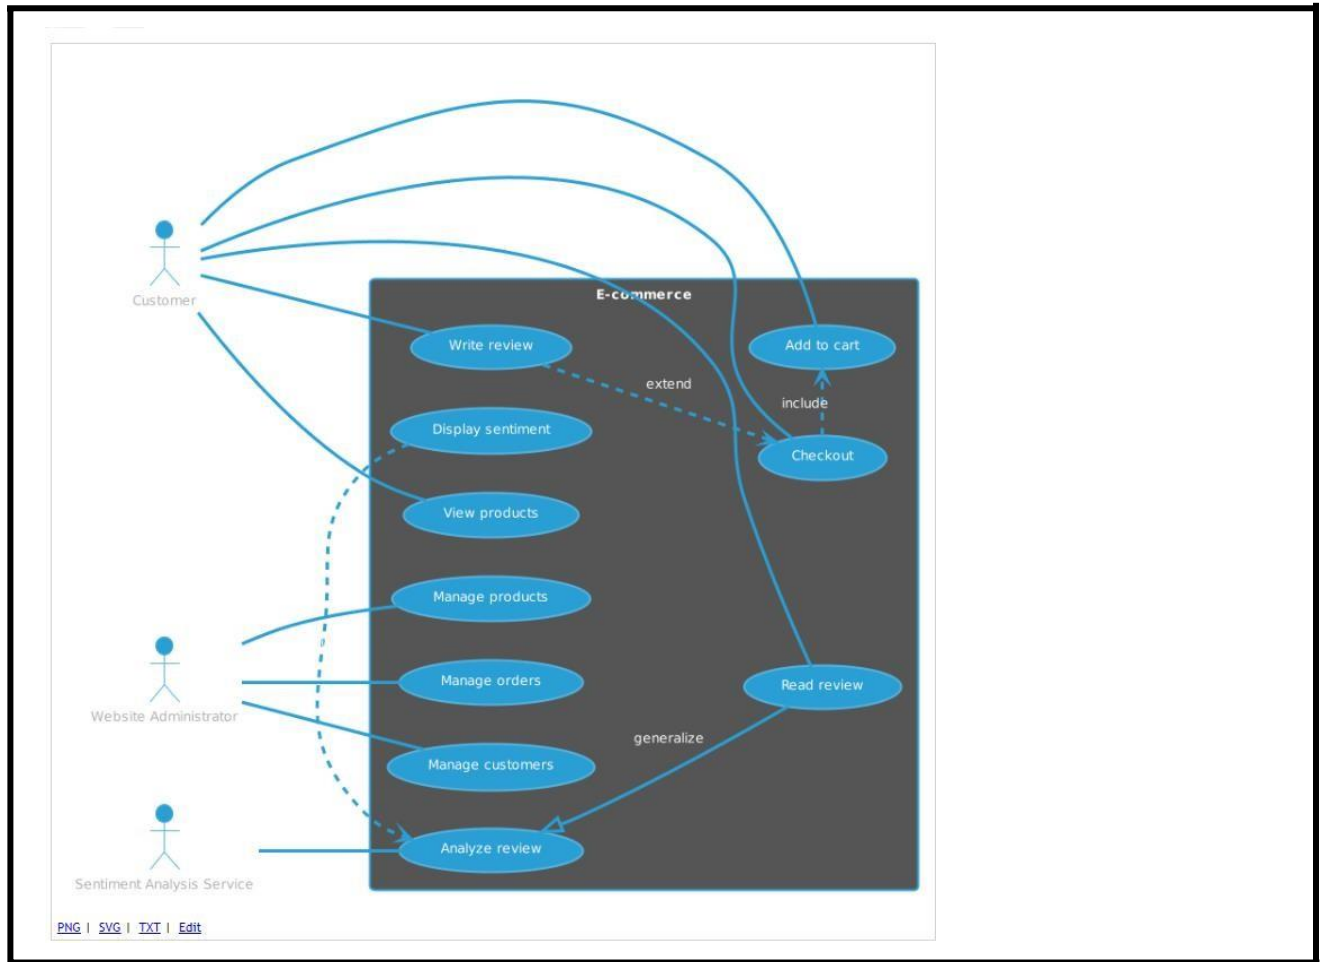 E-commerce
Customer
Write review
Add to cart
extend
include
Display sentiment
Checkout
View products
Manage products
Manage orders
Read review
Website Administrator
generalize
Manage customers
Analyze review
Sentiment Analysis Service
PNG | SVG | TXT | Edit